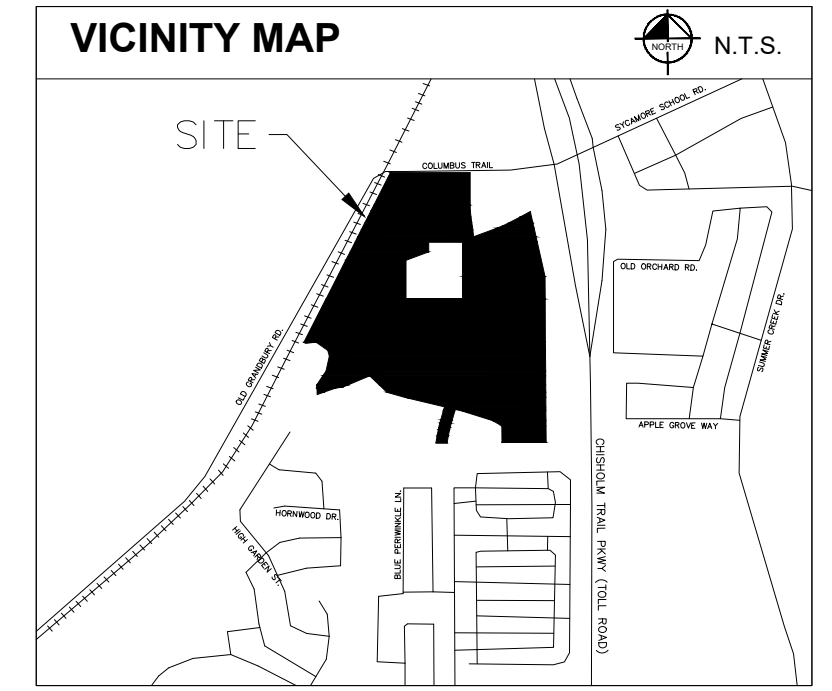 VICINITY MAP
NORTH
N.T.S.
SITE
SYCAMORE SCHOOL RD.
COLUMBUS TRAIL
OLD ORCHARD RD.
SUMMER CREEK DR.
OLD GRANDBURY RD.
APPLE GROVE WAY
CHISHOLM TRAIL PKWY (TOLL ROAD)
BLUE PERIWINKLE LN.
HORNWOOD DR.
HIGH GARDEN ST.